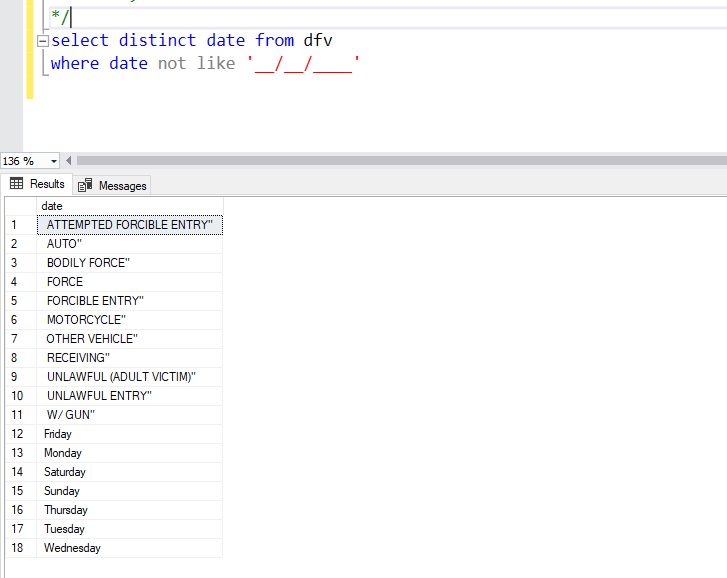 */
select distinct date from dfv
where date not like '__/__/____'
136 %
Results Messages
date
1 ATTEMPTED FORCIBLE ENTRY"
2 AUTO"
3 BODILY FORCE"
4 FORCE
5 FORCIBLE ENTRY"
6 MOTORCYCLE"
7 OTHER VEHICLE"
8 RECEIVING"
9 UNLAWFUL (ADULT VICTIM)"
10 UNLAWFUL ENTRY"
11 W/ GUN"
12 Friday
13 Monday
14 Saturday
15 Sunday
16 Thursday
17 Tuesday
18 Wednesday